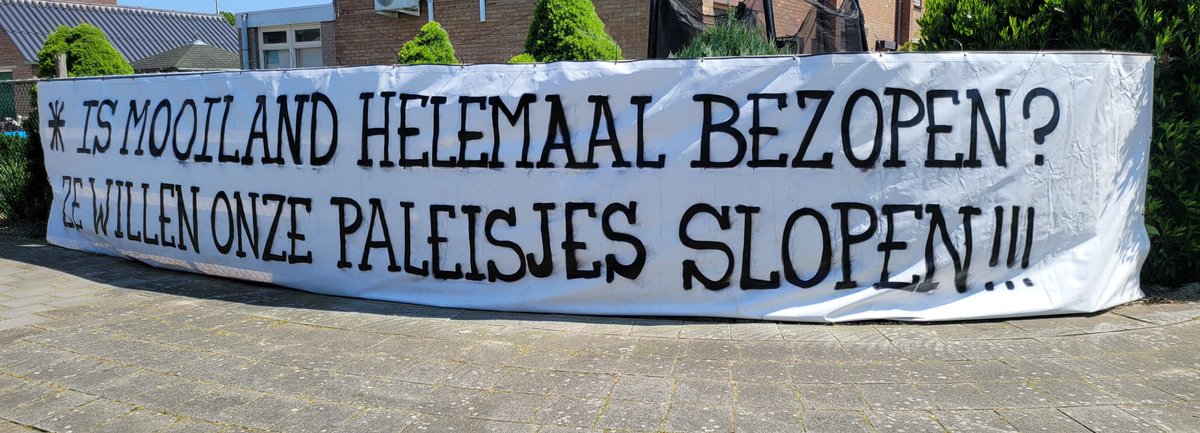 * IS MOOILAND HELEMAAL BEZOPEN?
ZE WILLEN ONZE PALEISJES SLOPEN!!!